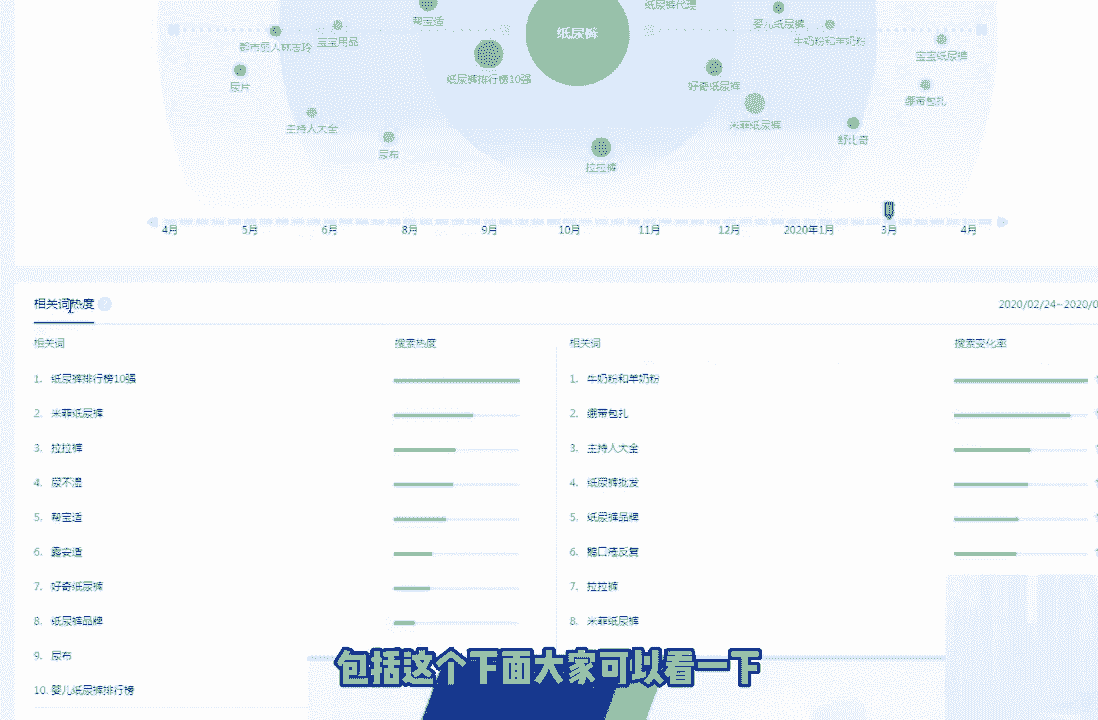 纸尿裤代理
帮宝适
纸尿裤
婴儿纸尿裤
都市丽人林志玲
宝宝用品
牛奶粉和羊奶粉
宝宝纸尿裤
纸尿裤排行榜10强
尿片
好奇纸尿裤
绷带包扎
米菲纸尿裤
主持人大全
舒比奇
尿布
拉拉裤
4月 5月 6月 8月 9月 10月 11月 12月 2020年1月 3月 4月
相关词热度
2020/02/24~2020/0
相关词 搜索热度 相关词 搜索变化率
1. 纸尿裤排行榜10强 1. 牛奶粉和羊奶粉
2. 米菲纸尿裤 2. 绷带包扎
3. 拉拉裤 3. 主持人大全
4. 尿不湿 4. 纸尿裤批发
5. 帮宝适 5. 纸尿裤品牌
6. 露安适 6. 糖口疮反复
7. 好奇纸尿裤 7. 拉拉裤
8. 纸尿裤品牌 8. 米菲纸尿裤
9. 尿布
10. 婴儿纸尿裤排行榜
包括这个下面大家可以看一下